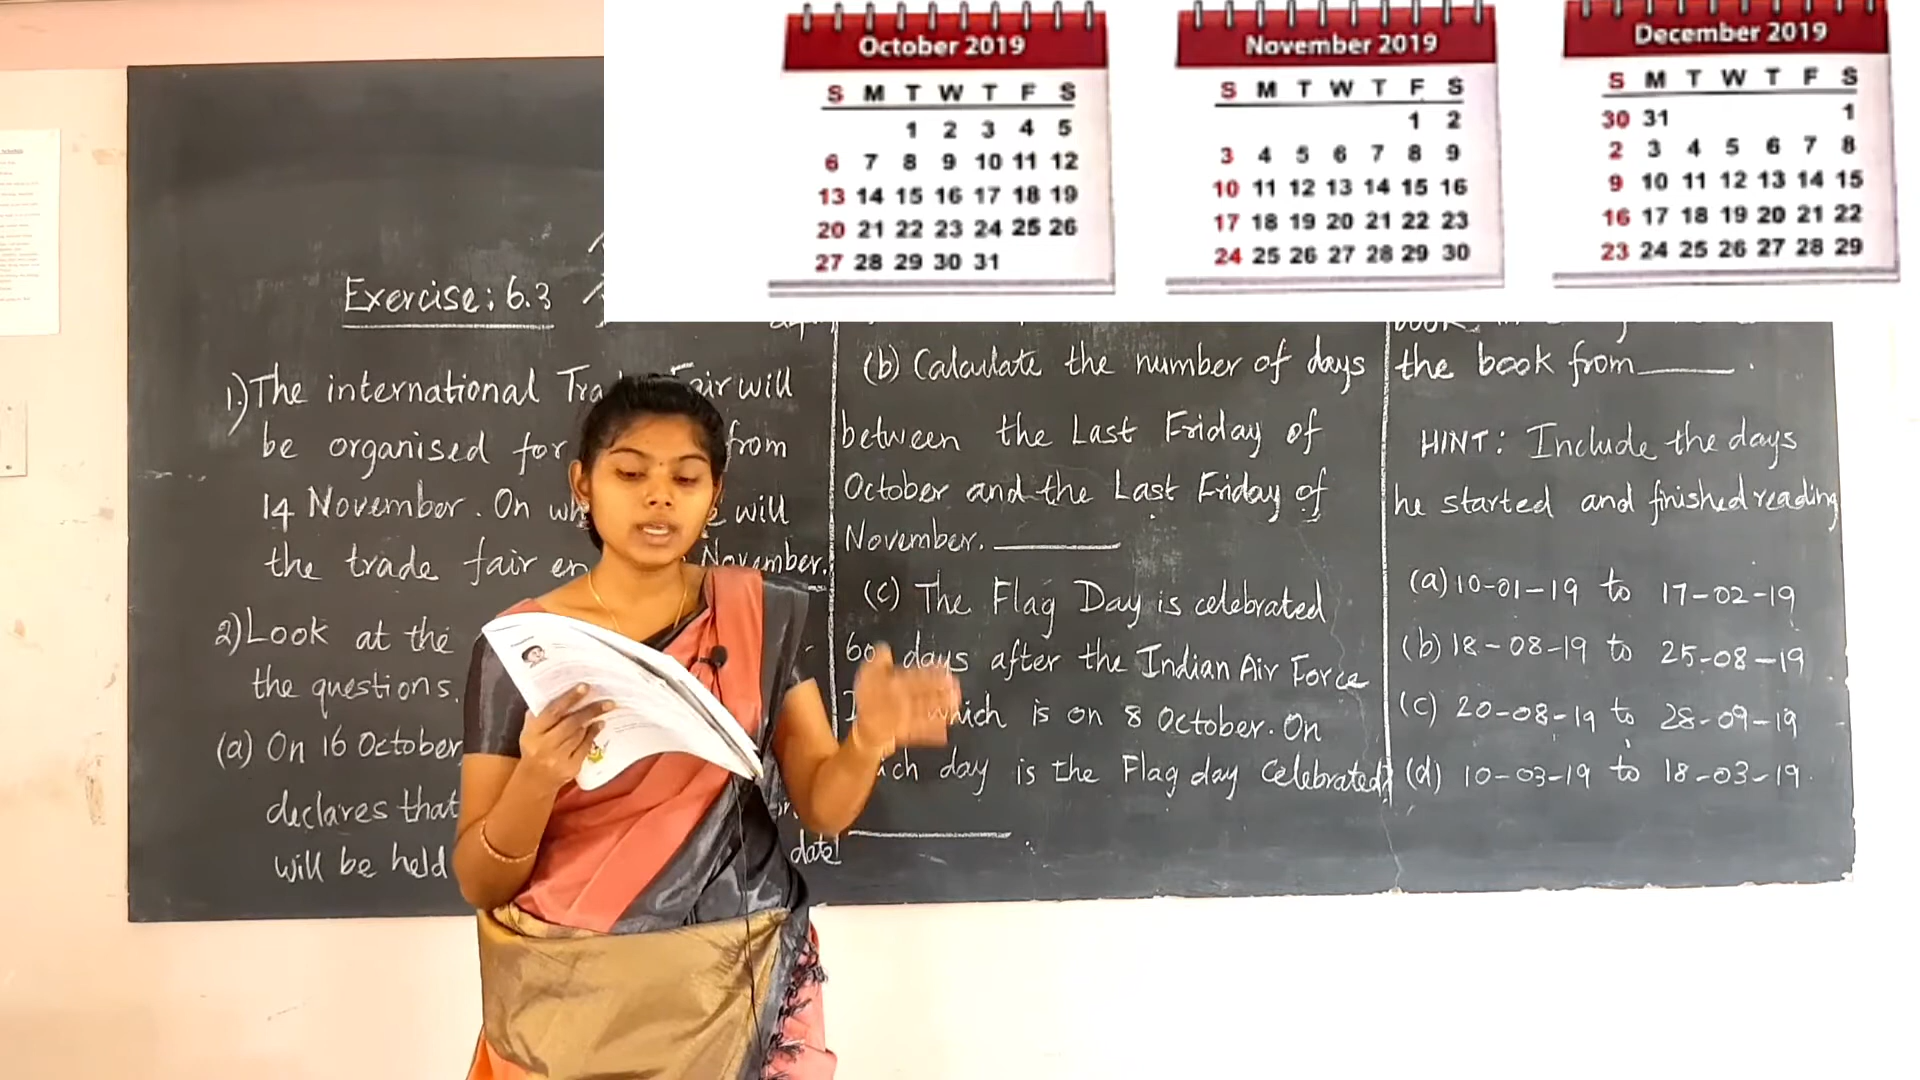 October 2019
S M T W T F S
1 2 3 4 5
6 7 8 9 10 11 12
13 14 15 16 17 18 19
20 21 22 23 24 25 26
27 28 29 30 31
November 2019
S M T W T F S
1 2
3 4 5 6 7 8 9
10 11 12 13 14 15 16
17 18 19 20 21 22 23
24 25 26 27 28 29 30
December 2019
S M T W T F S
30 31 1
2 3 4 5 6 7 8
9 10 11 12 13 14 15
16 17 18 19 20 21 22
23 24 25 26 27 28 29
Exercise: 6.3
1) The international Fair will
be organised for from
14 November. On will
the trade fair November.
2) Look at the
the questions.
(a) On 16 October
declares that
will be held date
(b) Calculate the number of days
between the Last Friday of
October and the Last Friday of
November.
(c) The Flag Day is celebrated
60 days after the Indian Air Force
which is on 8 October. On
day is the Flag day celebrated?
the book from .
HINT: Include the days
he started and finished reading
(a) 10-01-19 to 17-02-19
(b) 18-08-19 to 25-08-19
(c) 20-08-19 to 28-09-19
(d) 10-03-19 to 18-03-19.